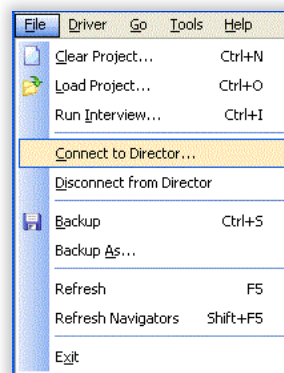 File Driver Go Tools Help
Clear Project... Ctrl+N
Load Project... Ctrl+O
Run Interview... Ctrl+I
Connect to Director...
Disconnect from Director
Backup Ctrl+S
Backup As...
Refresh F5
Refresh Navigators Shift+F5
Exit